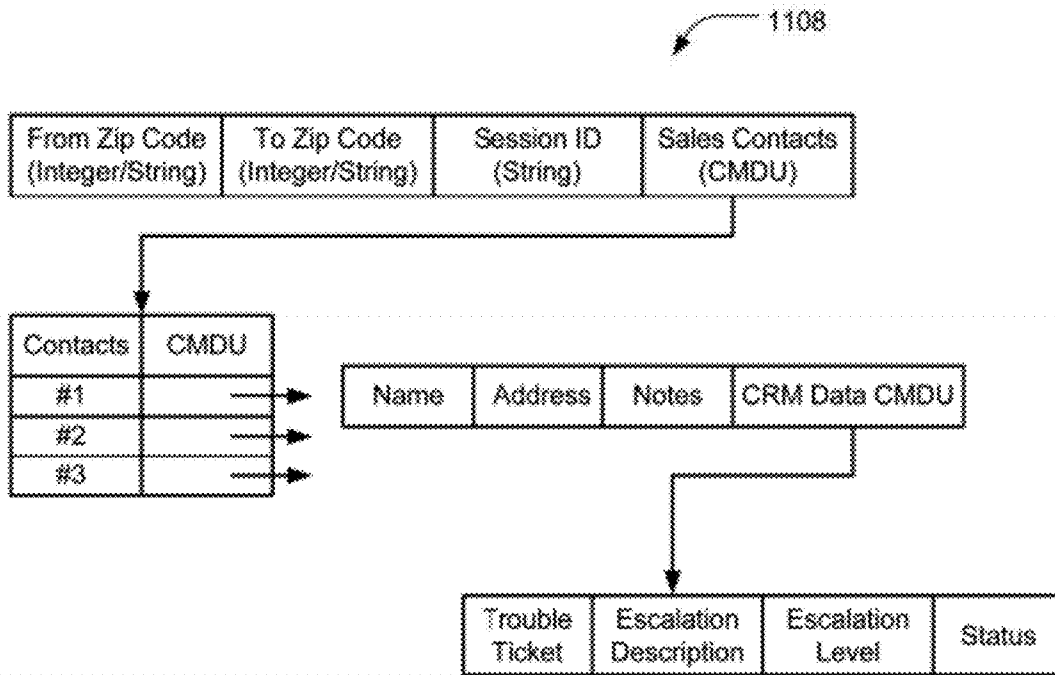 1108
From Zip Code
(Integer/String)
To Zip Code
(Integer/String)
Session ID
(String)
Sales Contacts
(CMDU)
Contacts
CMDU
#1
#2
#3
Name
Address
Notes
CRM Data CMDU
Trouble
Ticket
Escalation
Description
Escalation
Level
Status